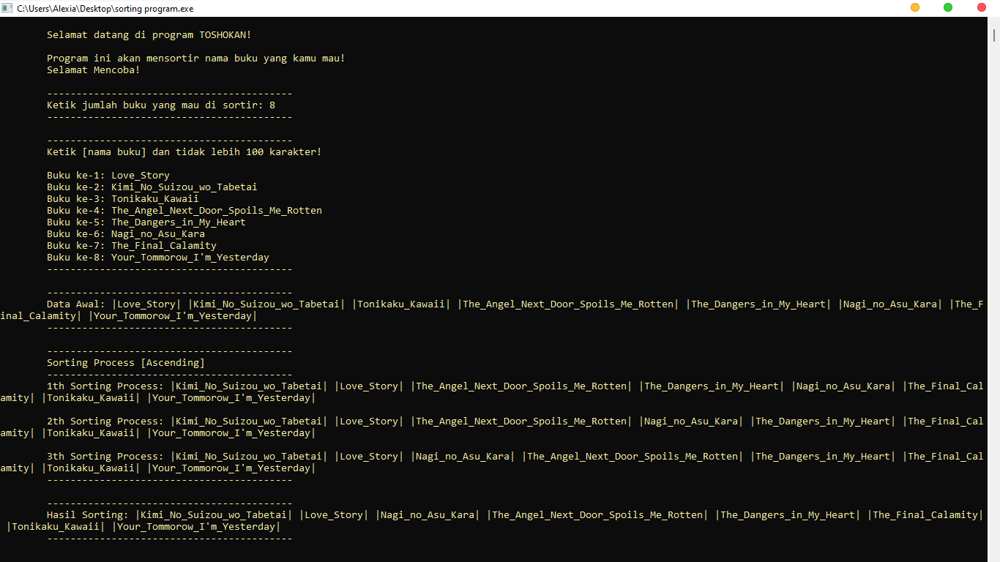 C:\Users\Alexia\Desktop\sorting program.exe
Selamat datang di program TOSHOKAN!
Program ini akan mensortir nama buku yang kamu mau!
Selamat Mencoba!
------------------------------------------
Ketik jumlah buku yang mau di sortir: 8
------------------------------------------
------------------------------------------
Ketik [nama buku] dan tidak lebih 100 karakter!
Buku ke-1: Love_Story
Buku ke-2: Kimi_No_Suizou_wo_Tabetai
Buku ke-3: Tonikaku_Kawaii
Buku ke-4: The_Angel_Next_Door_Spoils_Me_Rotten
Buku ke-5: The_Dangers_in_My_Heart
Buku ke-6: Nagi_no_Asu_Kara
Buku ke-7: The_Final_Calamity
Buku ke-8: Your_Tommorow_I'm_Yesterday
------------------------------------------
------------------------------------------
Data Awal: |Love_Story| |Kimi_No_Suizou_wo_Tabetai| |Tonikaku_Kawaii| |The_Angel_Next_Door_Spoils_Me_Rotten| |The_Dangers_in_My_Heart| |Nagi_no_Asu_Kara| |The_F
inal_Calamity| |Your_Tommorow_I'm_Yesterday|
------------------------------------------
------------------------------------------
Sorting Process [Ascending]
------------------------------------------
1th Sorting Process: |Kimi_No_Suizou_wo_Tabetai| |Love_Story| |The_Angel_Next_Door_Spoils_Me_Rotten| |The_Dangers_in_My_Heart| |Nagi_no_Asu_Kara| |The_Final_Cal
amity| |Tonikaku_Kawaii| |Your_Tommorow_I'm_Yesterday|
2th Sorting Process: |Kimi_No_Suizou_wo_Tabetai| |Love_Story| |The_Angel_Next_Door_Spoils_Me_Rotten| |Nagi_no_Asu_Kara| |The_Dangers_in_My_Heart| |The_Final_Cal
amity| |Tonikaku_Kawaii| |Your_Tommorow_I'm_Yesterday|
3th Sorting Process: |Kimi_No_Suizou_wo_Tabetai| |Love_Story| |Nagi_no_Asu_Kara| |The_Angel_Next_Door_Spoils_Me_Rotten| |The_Dangers_in_My_Heart| |The_Final_Cal
amity| |Tonikaku_Kawaii| |Your_Tommorow_I'm_Yesterday|
------------------------------------------
------------------------------------------
Hasil Sorting: |Kimi_No_Suizou_wo_Tabetai| |Love_Story| |Nagi_no_Asu_Kara| |The_Angel_Next_Door_Spoils_Me_Rotten| |The_Dangers_in_My_Heart| |The_Final_Calamity|
|Tonikaku_Kawaii| |Your_Tommorow_I'm_Yesterday|
------------------------------------------